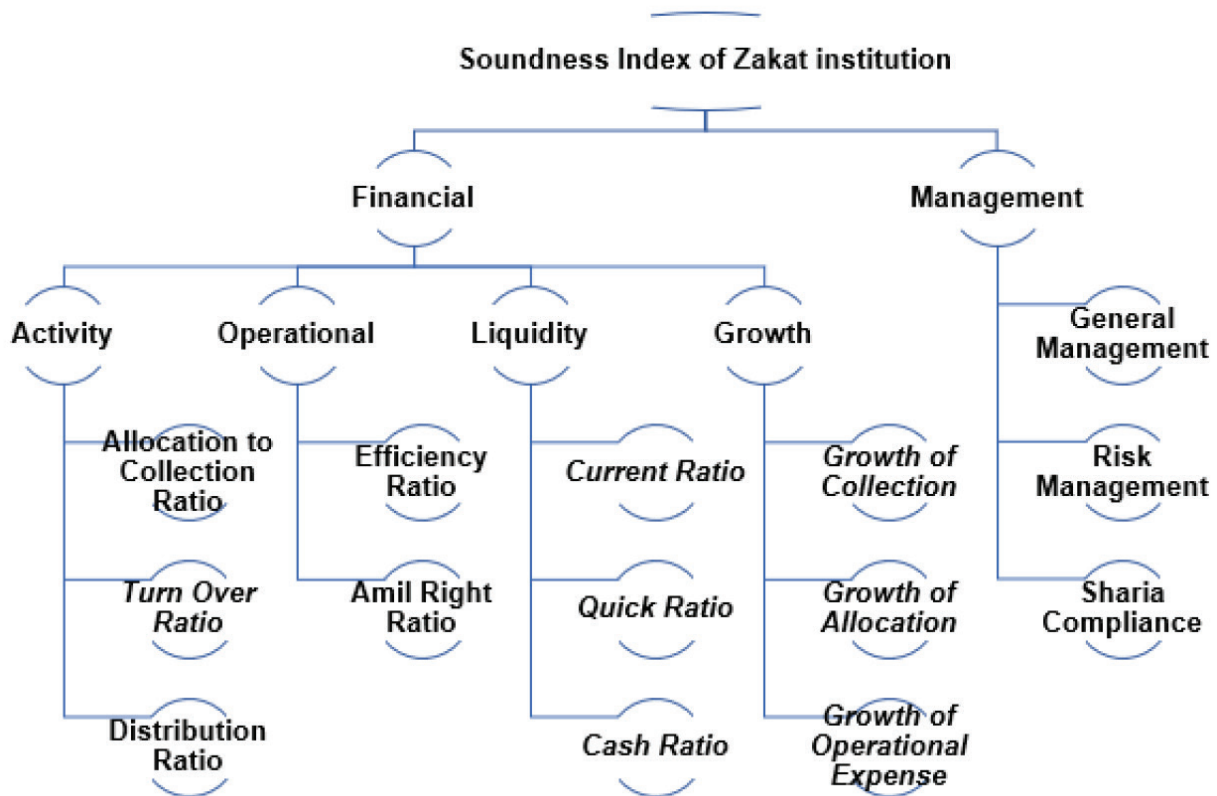 Soundness Index of Zakat institution
Financial
Management
Activity
Operational
Liquidity
Growth
General
Management
Allocation to
Collection
Ratio
Efficiency
Ratio
Current Ratio
Growth of
Collection
Risk
Management
Turn Over
Ratio
Amil Right
Ratio
Quick Ratio
Growth of
Allocation
Sharia
Compliance
Distribution
Ratio
Cash Ratio
Growth of
Operational
Expense